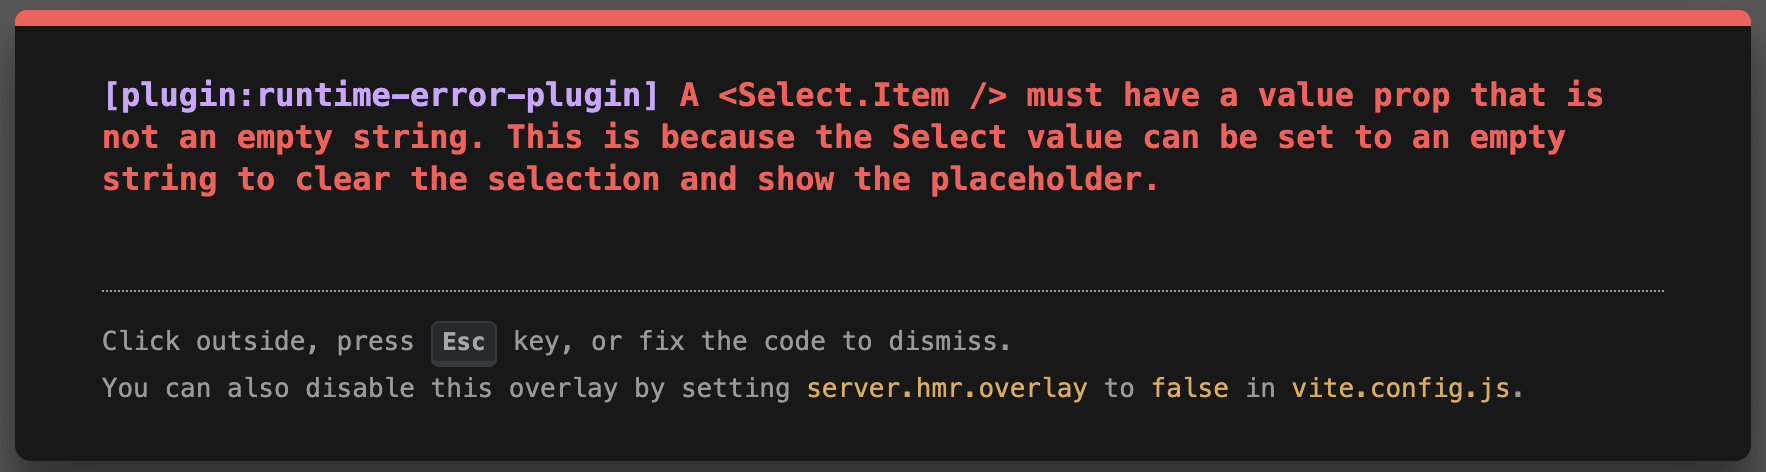 [plugin:runtime-error-plugin] A <Select.Item /> must have a value prop that is
not an empty string. This is because the Select value can be set to an empty
string to clear the selection and show the placeholder.
Click outside, press Esc key, or fix the code to dismiss.
You can also disable this overlay by setting server.hmr.overlay to false in vite.config.js.